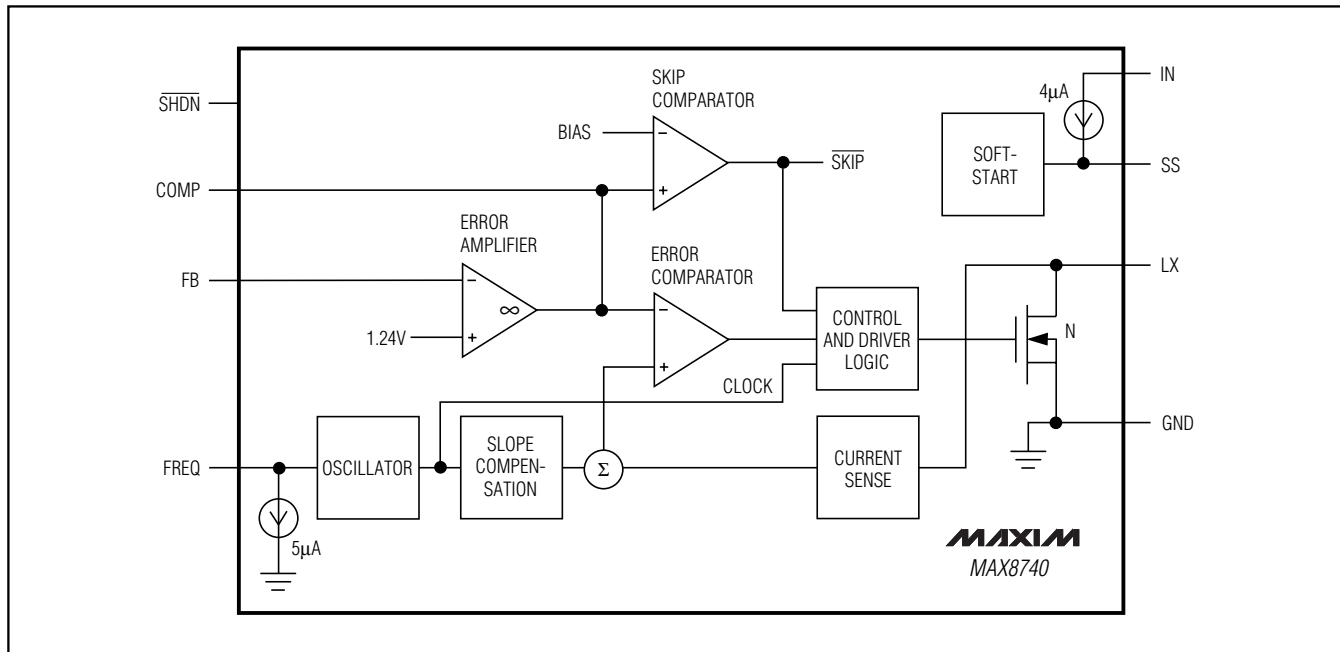 SHDN
COMP
FB
FREQ
5µA
OSCILLATOR
SLOPE
COMPEN-
SATION
Σ
ERROR
AMPLIFIER
−
+
∞
1.24V
BIAS
SKIP
COMPARATOR
−
+
SKIP
ERROR
COMPARATOR
−
+
CLOCK
CONTROL
AND DRIVER
LOGIC
CURRENT
SENSE
SOFT-
START
4µA
N
IN
SS
LX
GND
MAXIM
MAX8740